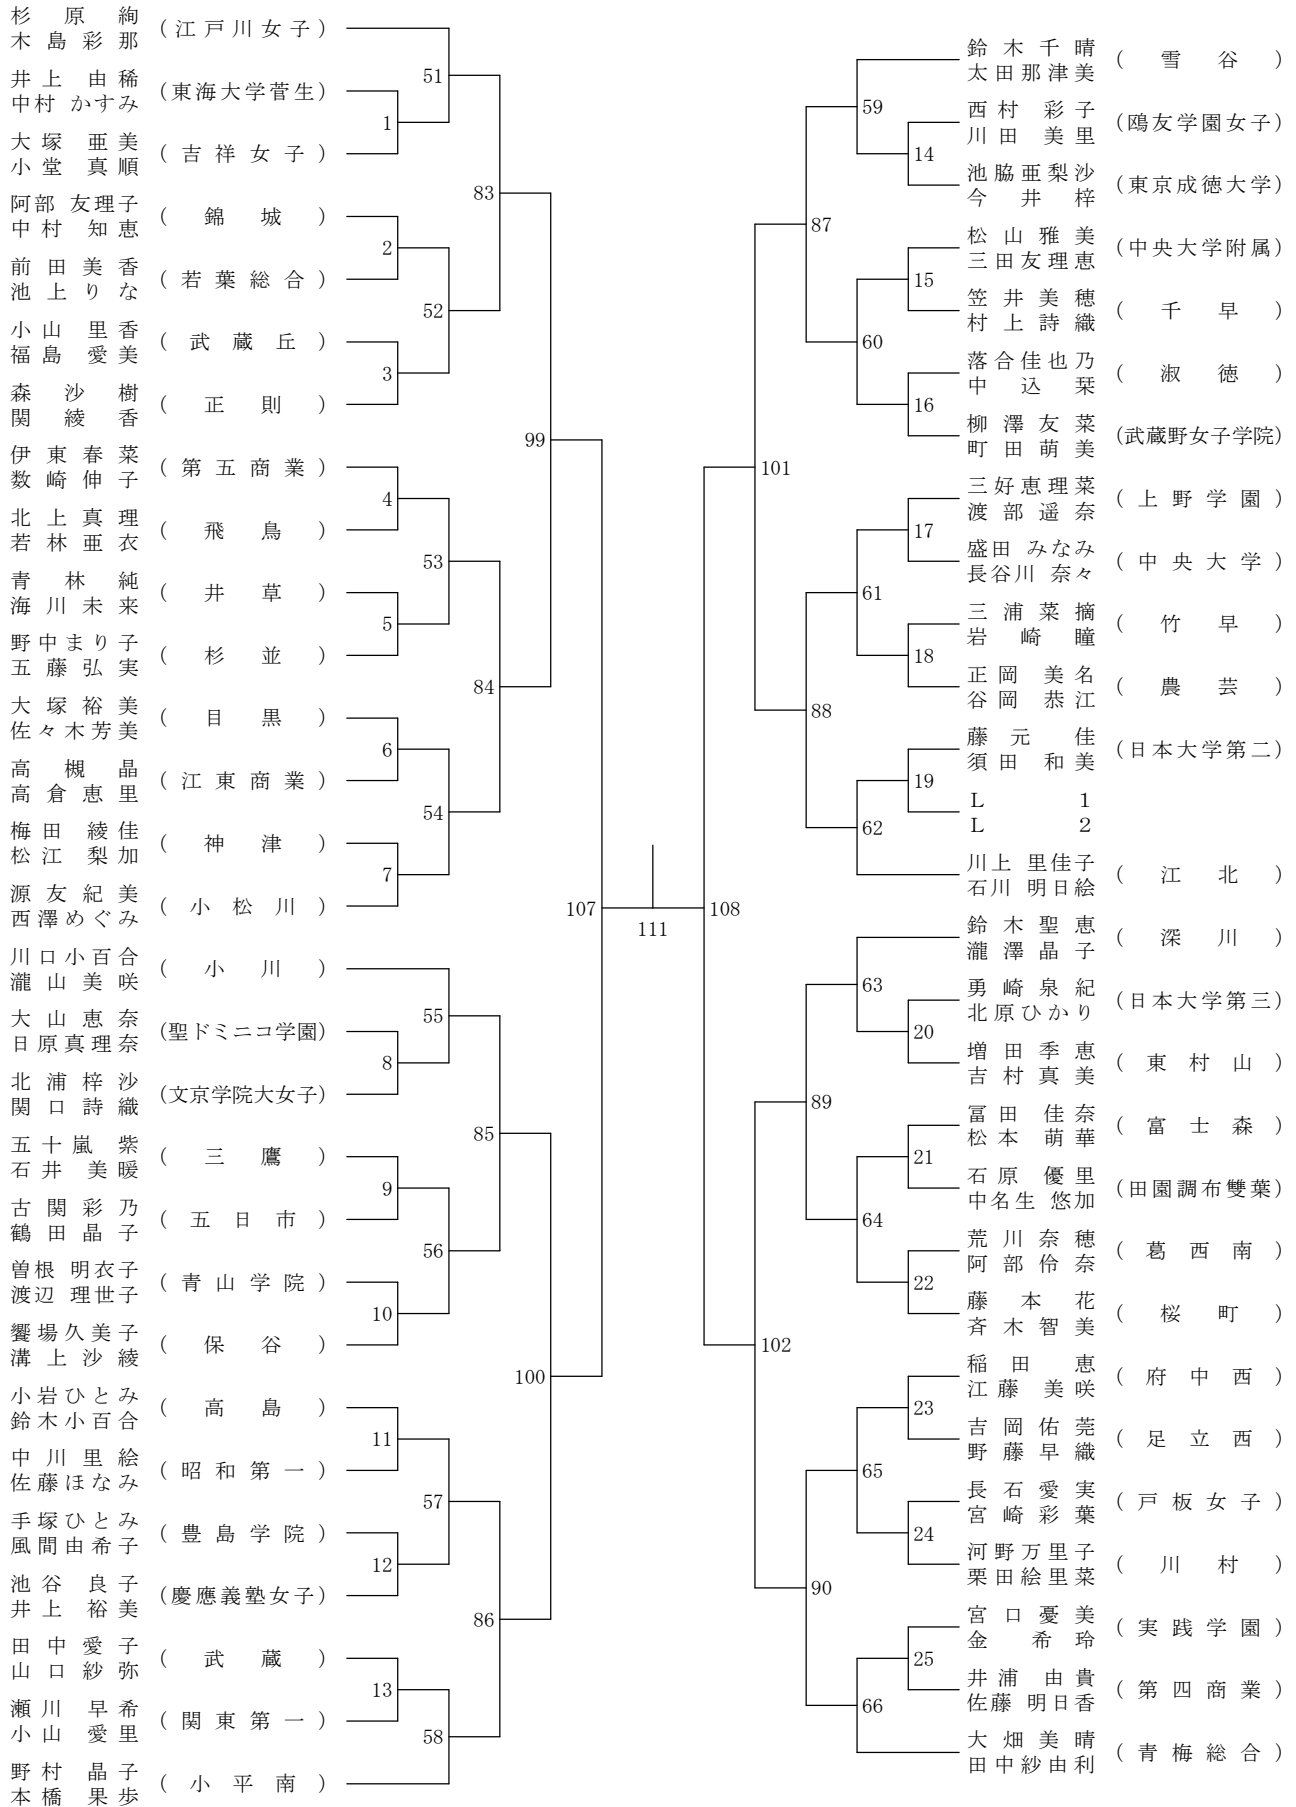 杉原絢
木島彩那
(江戸川女子)
井上由稀
中村かすみ
(東海大学菅生)
大塚亜美
小堂真順
(吉祥女子)
阿部友理子
中村知恵
(錦城)
前田美香
池上りな
(若葉総合)
小山里香
福島愛美
(武蔵丘)
森沙樹
関綾香
(正則)
伊東春菜
数崎伸子
(第五商業)
北上真理
若林亜衣
(飛鳥)
青林純
海川未来
(井草)
野中まり子
五藤弘実
(杉並)
大塚裕美
佐々木芳美
(目黒)
高槻晶
高倉恵里
(江東商業)
梅田綾佳
松江梨加
(神津)
源友紀美
西澤めぐみ
(小松川)
川口小百合
瀧山美咲
(小川)
大山恵奈
日原真理奈
(聖ドミニコ学園)
北浦梓沙
関口詩織
(文京学院大女子)
五十嵐紫
石井美暖
(三鷹)
古関彩乃
鶴田晶子
(五日市)
曽根明衣子
渡辺理世子
(青山学院)
饗場久美子
溝上沙綾
(保谷)
小岩ひとみ
鈴木小百合
(高島)
中川里絵
佐藤ほなみ
(昭和第一)
手塚ひとみ
風間由希子
(豊島学院)
池谷良子
井上裕美
(慶應義塾女子)
田中愛子
山口紗弥
(武蔵)
瀬川早希
小山愛里
(関東第一)
野村晶子
本橋果歩
(小平南)
1
2
3
4
5
6
7
8
9
10
11
12
13
51
52
53
54
55
56
57
58
83
84
85
86
99
100
107
111
108
101
102
87
88
89
90
59
60
61
62
63
64
65
66
14
15
16
17
18
19
20
21
22
23
24
25
鈴木千晴
太田那津美
(雪谷)
西村彩子
川田美里
(鴎友学園女子)
池脇亜梨沙
今井梓
(東京成徳大学)
松山雅美
三田友理恵
(中央大学附属)
笠井美穂
村上詩織
(千早)
落合佳也乃
中込栞
(淑徳)
柳澤友菜
町田萌美
(武蔵野女子学院)
三好恵理菜
渡部遥奈
(上野学園)
盛田みなみ
長谷川奈々
(中央大学)
三浦菜摘
岩崎瞳
(竹早)
正岡美名
谷岡恭江
(農芸)
藤元佳
須田和美
(日本大学第二)
L 1
L 2
川上里佳子
石川明日絵
(江北)
鈴木聖恵
瀧澤晶子
(深川)
勇崎泉紀
北原ひかり
(日本大学第三)
増田季恵
吉村真美
(東村山)
冨田佳奈
松本萌華
(富士森)
石原優里
中名生悠加
(田園調布雙葉)
荒川奈穂
阿部伶奈
(葛西南)
藤本花
斉木智美
(桜町)
稲田恵
江藤美咲
(府中西)
吉岡佑莞
野藤早織
(足立西)
長石愛実
宮崎彩葉
(戸板女子)
河野万里子
栗田絵里菜
(川村)
宮口憂美
金希玲
(実践学園)
井浦由貴
佐藤明日香
(第四商業)
大畑美晴
田中紗由利
(青梅総合)